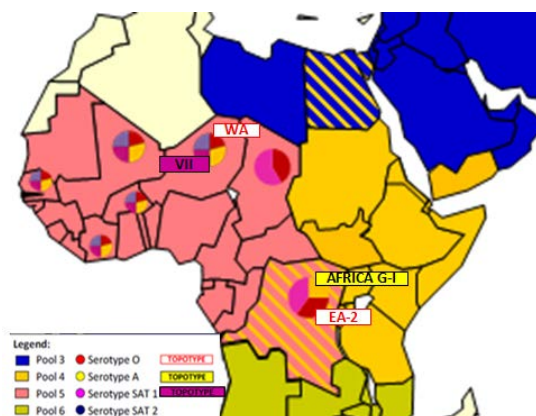 WA
VII
AFRICA G-I
EA-2
Legend:
Pool 3
Serotype O
TOPOTYPE
Pool 4
Serotype A
TOPOTYPE
Pool 5
Serotype SAT 1
TOPOTYPE
Pool 6
Serotype SAT 2